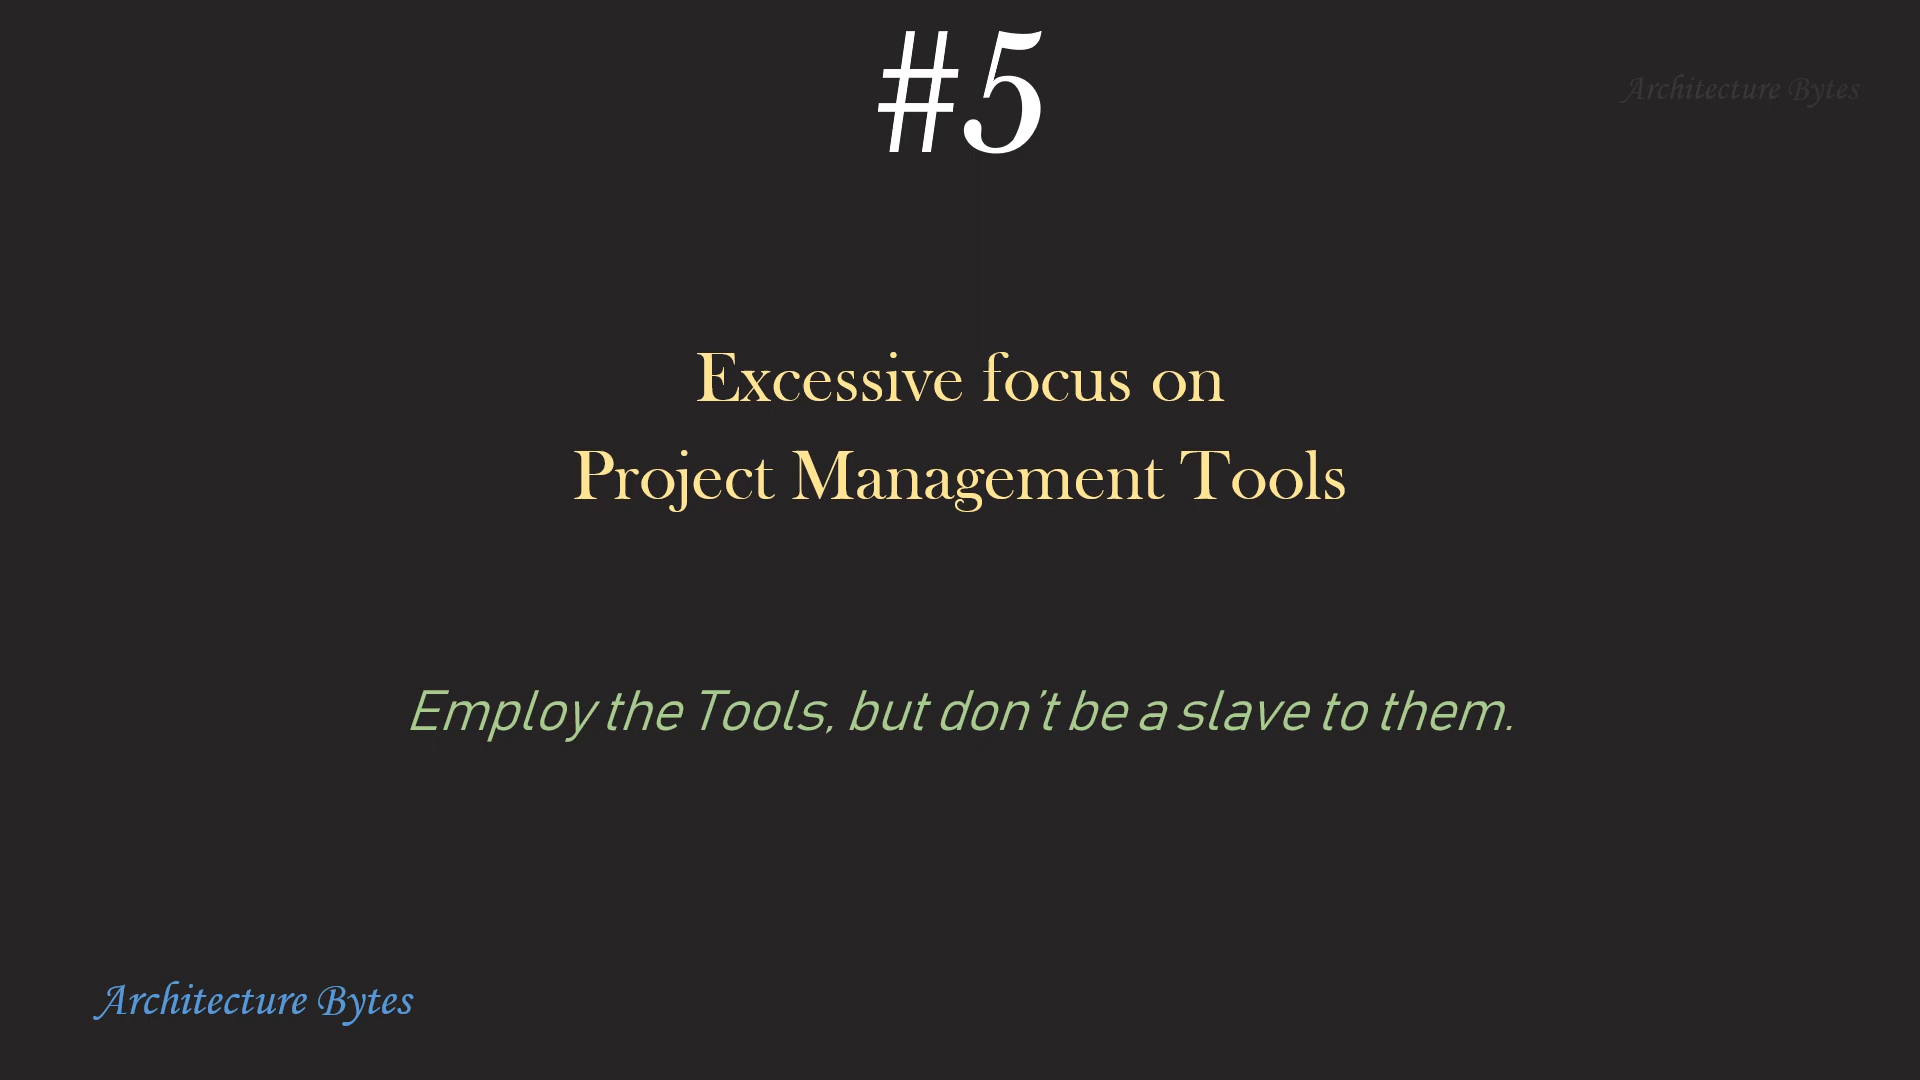 #5
Architecture Bytes
Excessive focus on
Project Management Tools
Employ the Tools, but don’t be a slave to them.
Architecture Bytes